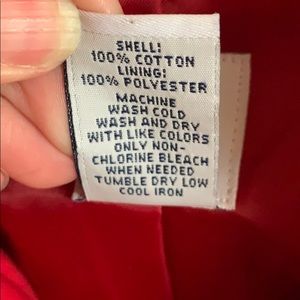 SHELL:
100% COTTON
LINING:
100% POLYESTER
MACHINE
WASH COLD
WASH AND DRY
WITH LIKE COLORS
ONLY NON-
CHLORINE BLEACH
WHEN NEEDED
TUMBLE DRY LOW
COOL IRON